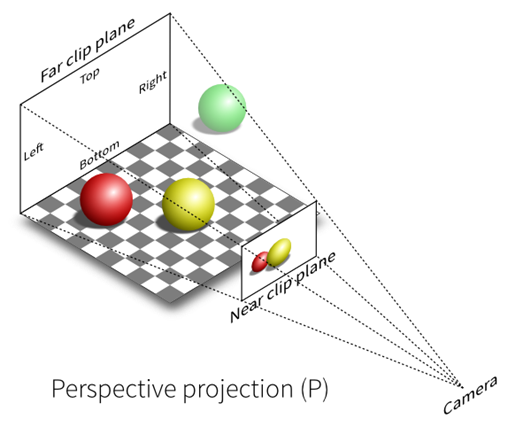 Far clip plane
Top
Right
Left
Bottom
Near clip plane
Perspective projection (P)
Camera